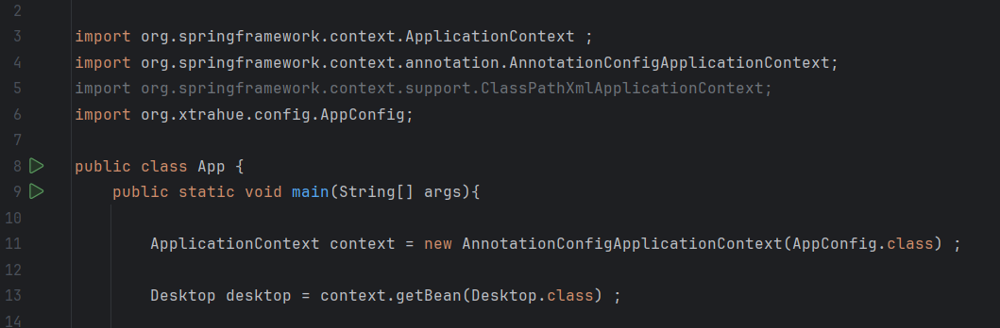 2
3 import org.springframework.context.ApplicationContext ;
4 import org.springframework.context.annotation.AnnotationConfigApplicationContext;
5 import org.springframework.context.support.ClassPathXmlApplicationContext;
6 import org.xtrahue.config.AppConfig;
7
8 public class App {
9 public static void main(String[] args){
10
11 ApplicationContext context = new AnnotationConfigApplicationContext(AppConfig.class) ;
12
13 Desktop desktop = context.getBean(Desktop.class) ;
14